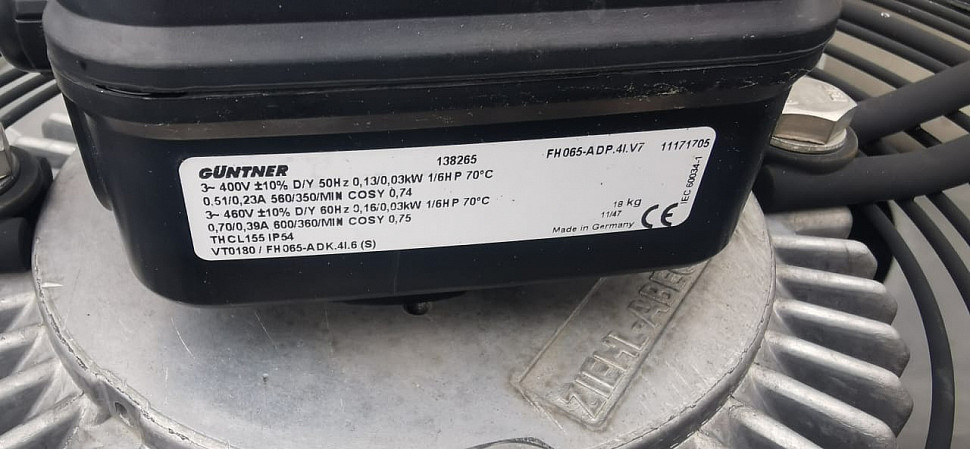 GÜNTNER 138265 FH065-ADP.4I.V7 11171705
3~ 400V ±10% D/Y 50Hz 0,13/0,03kW 1/6HP 70°C
0.51/0,23A 560/350/MIN COSY 0,74
3~ 460V ±10% D/Y 60Hz 0,16/0,03kW 1/6HP 70°C
0,70/0,39A 600/360/MIN COSY 0,75
THCL155 IP54
VT0180 / FH065-ADK.4I.6 (S)
18 kg
11/47
Made in Germany CE
IEC 60034-1
ZIEHL-ABEG